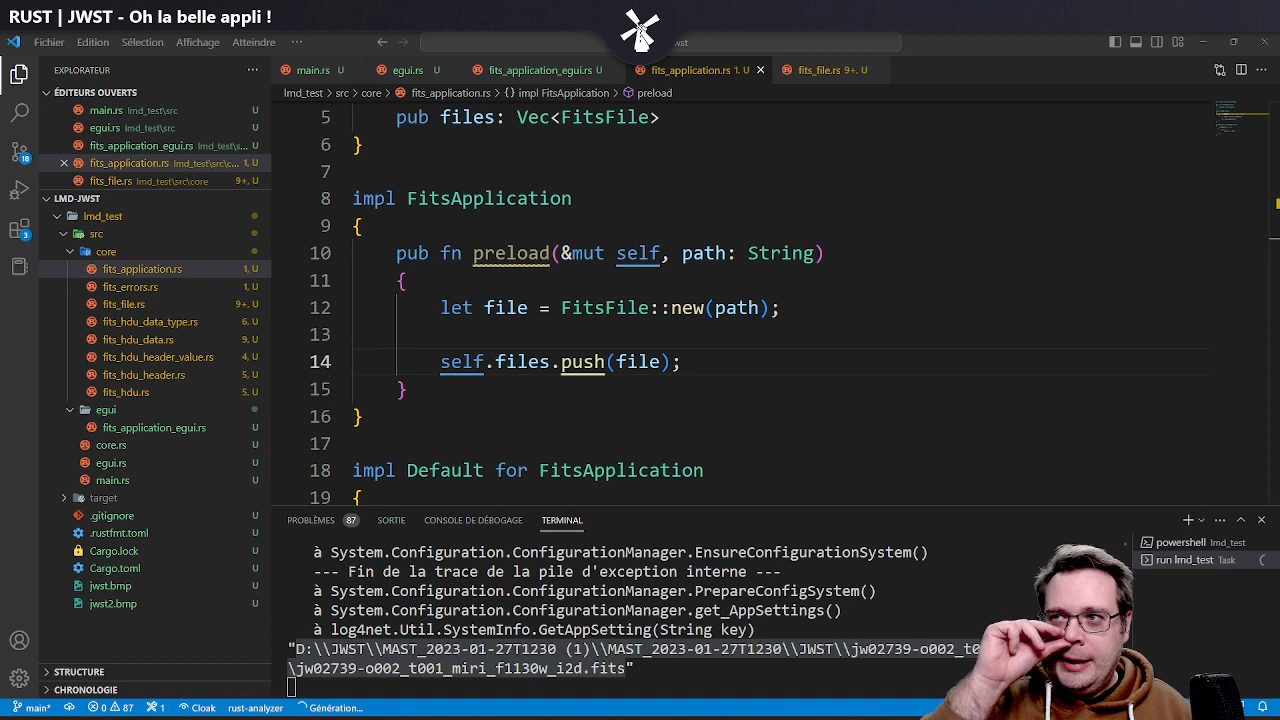 RUST | JWST - Oh la belle appli !
Fichier Edition Sélection Affichage Atteindre ···
wst
EXPLORATEUR
main.rs U
egui.rs U
fits_application_egui.rs U
fits_application.rs 1, U
fits_file.rs 9+, U
lmd_test > src > core > fits_application.rs > {} impl FitsApplication > preload
ÉDITEURS OUVERTS
main.rs lmd_test\src U
egui.rs lmd_test\src U
fits_application_egui.rs lmd_test\s... U
fits_application.rs lmd_test\src\c... 1, U
fits_file.rs lmd_test\src\core 9+, U
LMD-JWST
lmd_test
src
core
fits_application.rs 1, U
fits_errors.rs 1, U
fits_file.rs 9+, U
fits_hdu_data_type.rs 6, U
fits_hdu_data.rs 9, U
fits_hdu_header_value.rs 4, U
fits_hdu_header.rs 5, U
fits_hdu.rs 5, U
egui
fits_application_egui.rs U
core.rs U
egui.rs U
main.rs U
target
.gitignore U
.rustfmt.toml U
Cargo.lock U
Cargo.toml U
jwst.bmp U
jwst2.bmp U
STRUCTURE
CHRONOLOGIE
18
3
5 pub files: Vec<FitsFile>
6 }
7
8 impl FitsApplication
9 {
10 pub fn preload(&mut self, path: String)
11 {
12 let file = FitsFile::new(path);
13
14 self.files.push(file);
15 }
16 }
17
18 impl Default for FitsApplication
19 {
PROBLÈMES 87 SORTIE CONSOLE DE DÉBOGAGE TERMINAL
à System.Configuration.ConfigurationManager.EnsureConfigurationSystem()
--- Fin de la trace de la pile d'exception interne ---
à System.Configuration.ConfigurationManager.PrepareConfigSystem()
à System.Configuration.ConfigurationManager.get_AppSettings()
à log4net.Util.SystemInfo.GetAppSetting(String key)
"D:\\JWST\\MAST_2023-01-27T1230 (1)\\MAST_2023-01-27T1230\\JWST\\jw02739-o002_t0
\jw02739-o002_t001_miri_f1130w_i2d.fits"
powershell lmd_test
run lmd_test Task
main* 0 87 1 Cloak rust-analyzer Génération...